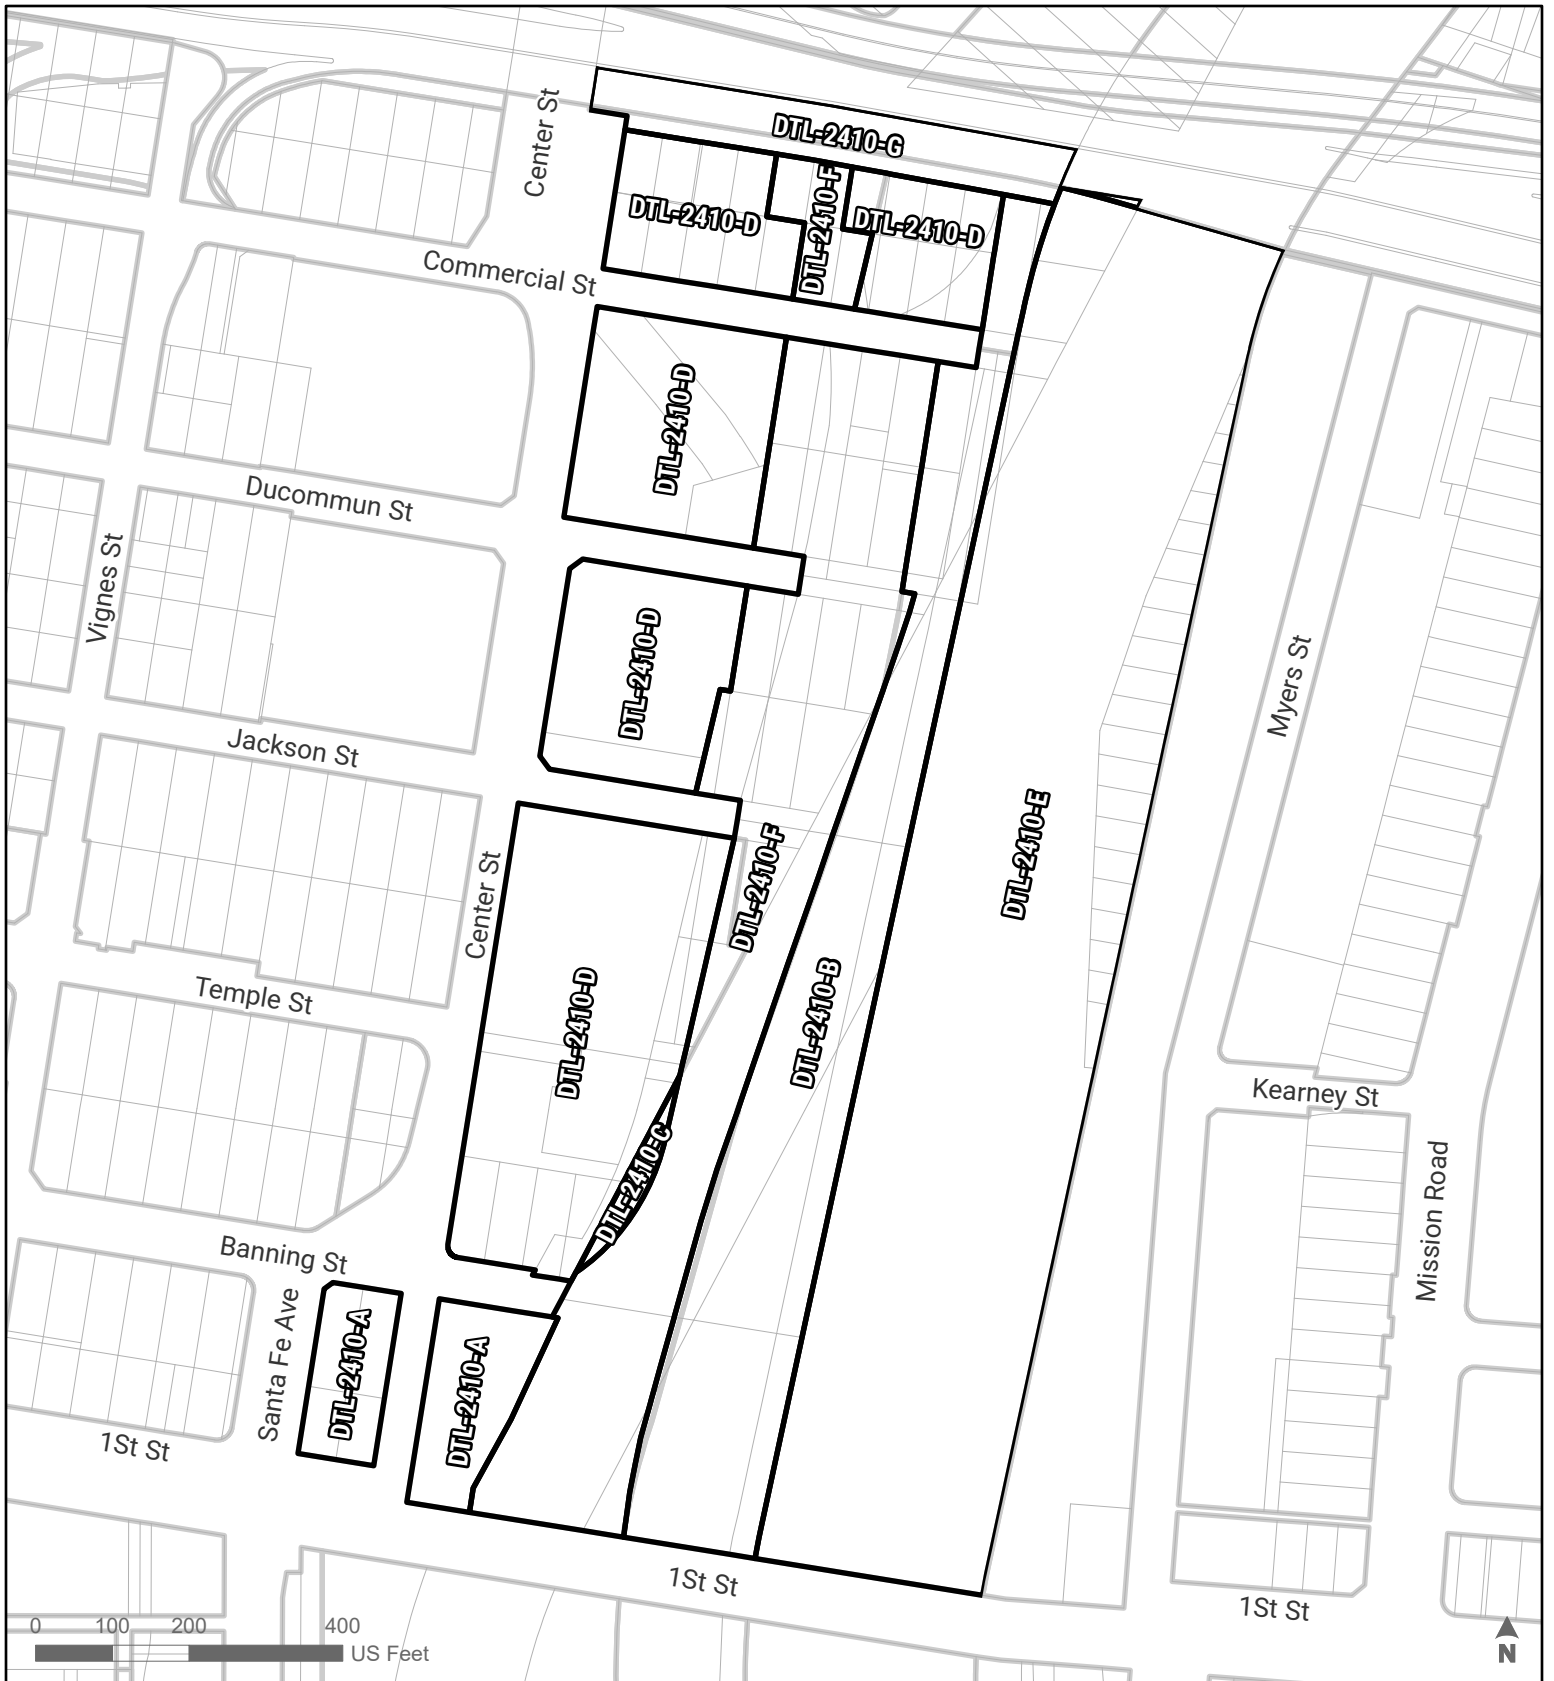 Center St
DTL-2410-G
DTL-2410-D
DTL-2410-F
DTL-2410-D
Commercial St
DTL-2410-D
Ducommun St
Vignes St
DTL-2410-D
Myers St
Jackson St
DTL-2410-E
DTL-2410-F
Center St
DTL-2410-B
DTL-2410-D
Temple St
Kearney St
DTL-2410-C
Mission Road
Banning St
Santa Fe Ave
DTL-2410-A
DTL-2410-A
1St St
1St St
1St St
0 100 200 400
US Feet
N